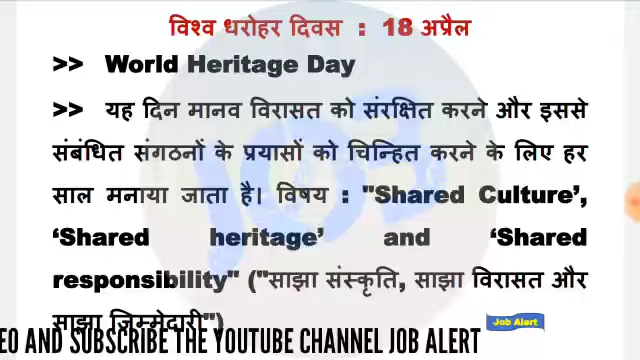 विश्व धरोहर दिवस : 18 अप्रैल
>> World Heritage Day
>> यह दिन मानव विरासत को संरक्षित करने और इससे
संबंधित संगठनों के प्रयासों को चिन्हित करने के लिए हर
साल मनाया जाता है। विषय : "Shared Culture’,
‘Shared heritage’ and ‘Shared
responsibility" ("साझा संस्कृति, साझा विरासत और
साझा ज़िम्मेदारी")
Job Alert
EO AND SUBSCRIBE THE YOUTUBE CHANNEL JOB ALERT
JOB